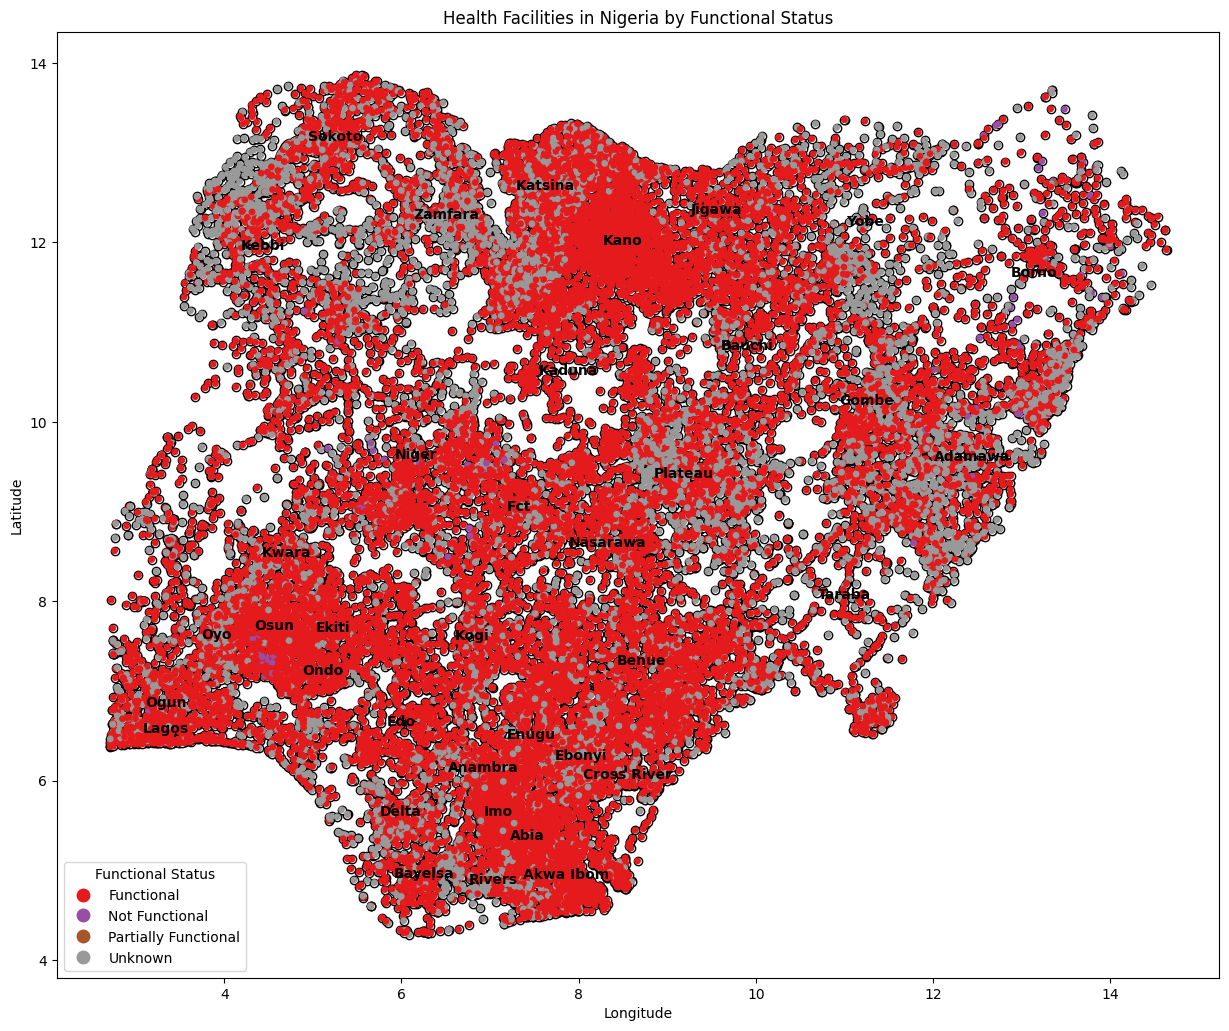 Health Facilities in Nigeria by Functional Status
14
12
10
8
6
4
Latitude
Sokoto
Katsina
Zamfara
Jigawa
Kano
Kebbi
Yobe
Borno
Bauchi
Kaduna
Gombe
Niger
Adamawa
Plateau
Fct
Nasarawa
Kwara
Taraba
Osun
Ekiti
Oyo
Kogi
Ondo
Benue
Ogun
Lagos
Edo
Enugu
Ebonyi
Anambra
Cross River
Delta
Imo
Abia
Bayelsa
Rivers
Akwa Ibom
Functional Status
Functional
Not Functional
Partially Functional
Unknown
4 6 8 10 12 14
Longitude